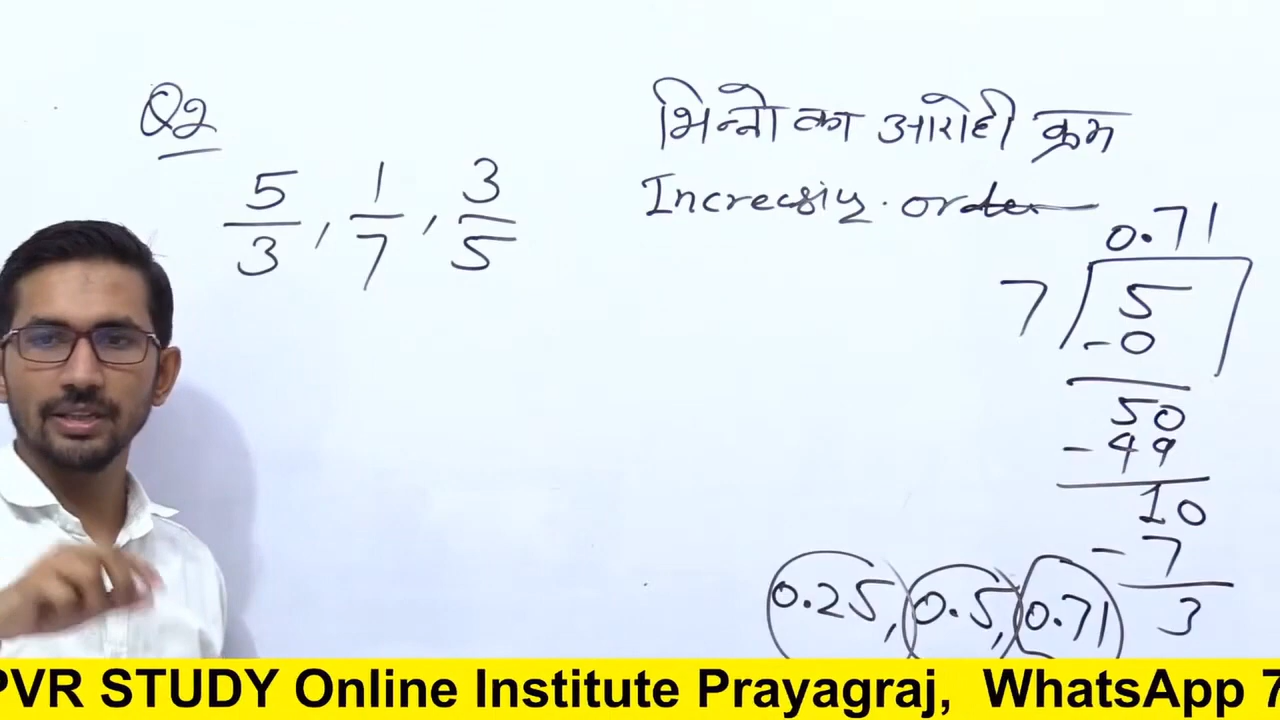 Q2
5/3, 1/7, 3/5
भिन्नो का आरोही क्रम
Increasing order
0.71
7 5
-0
50
-49
10
-7
3
0.25, 0.5, 0.71
PVR STUDY Online Institute Prayagraj, WhatsApp 7